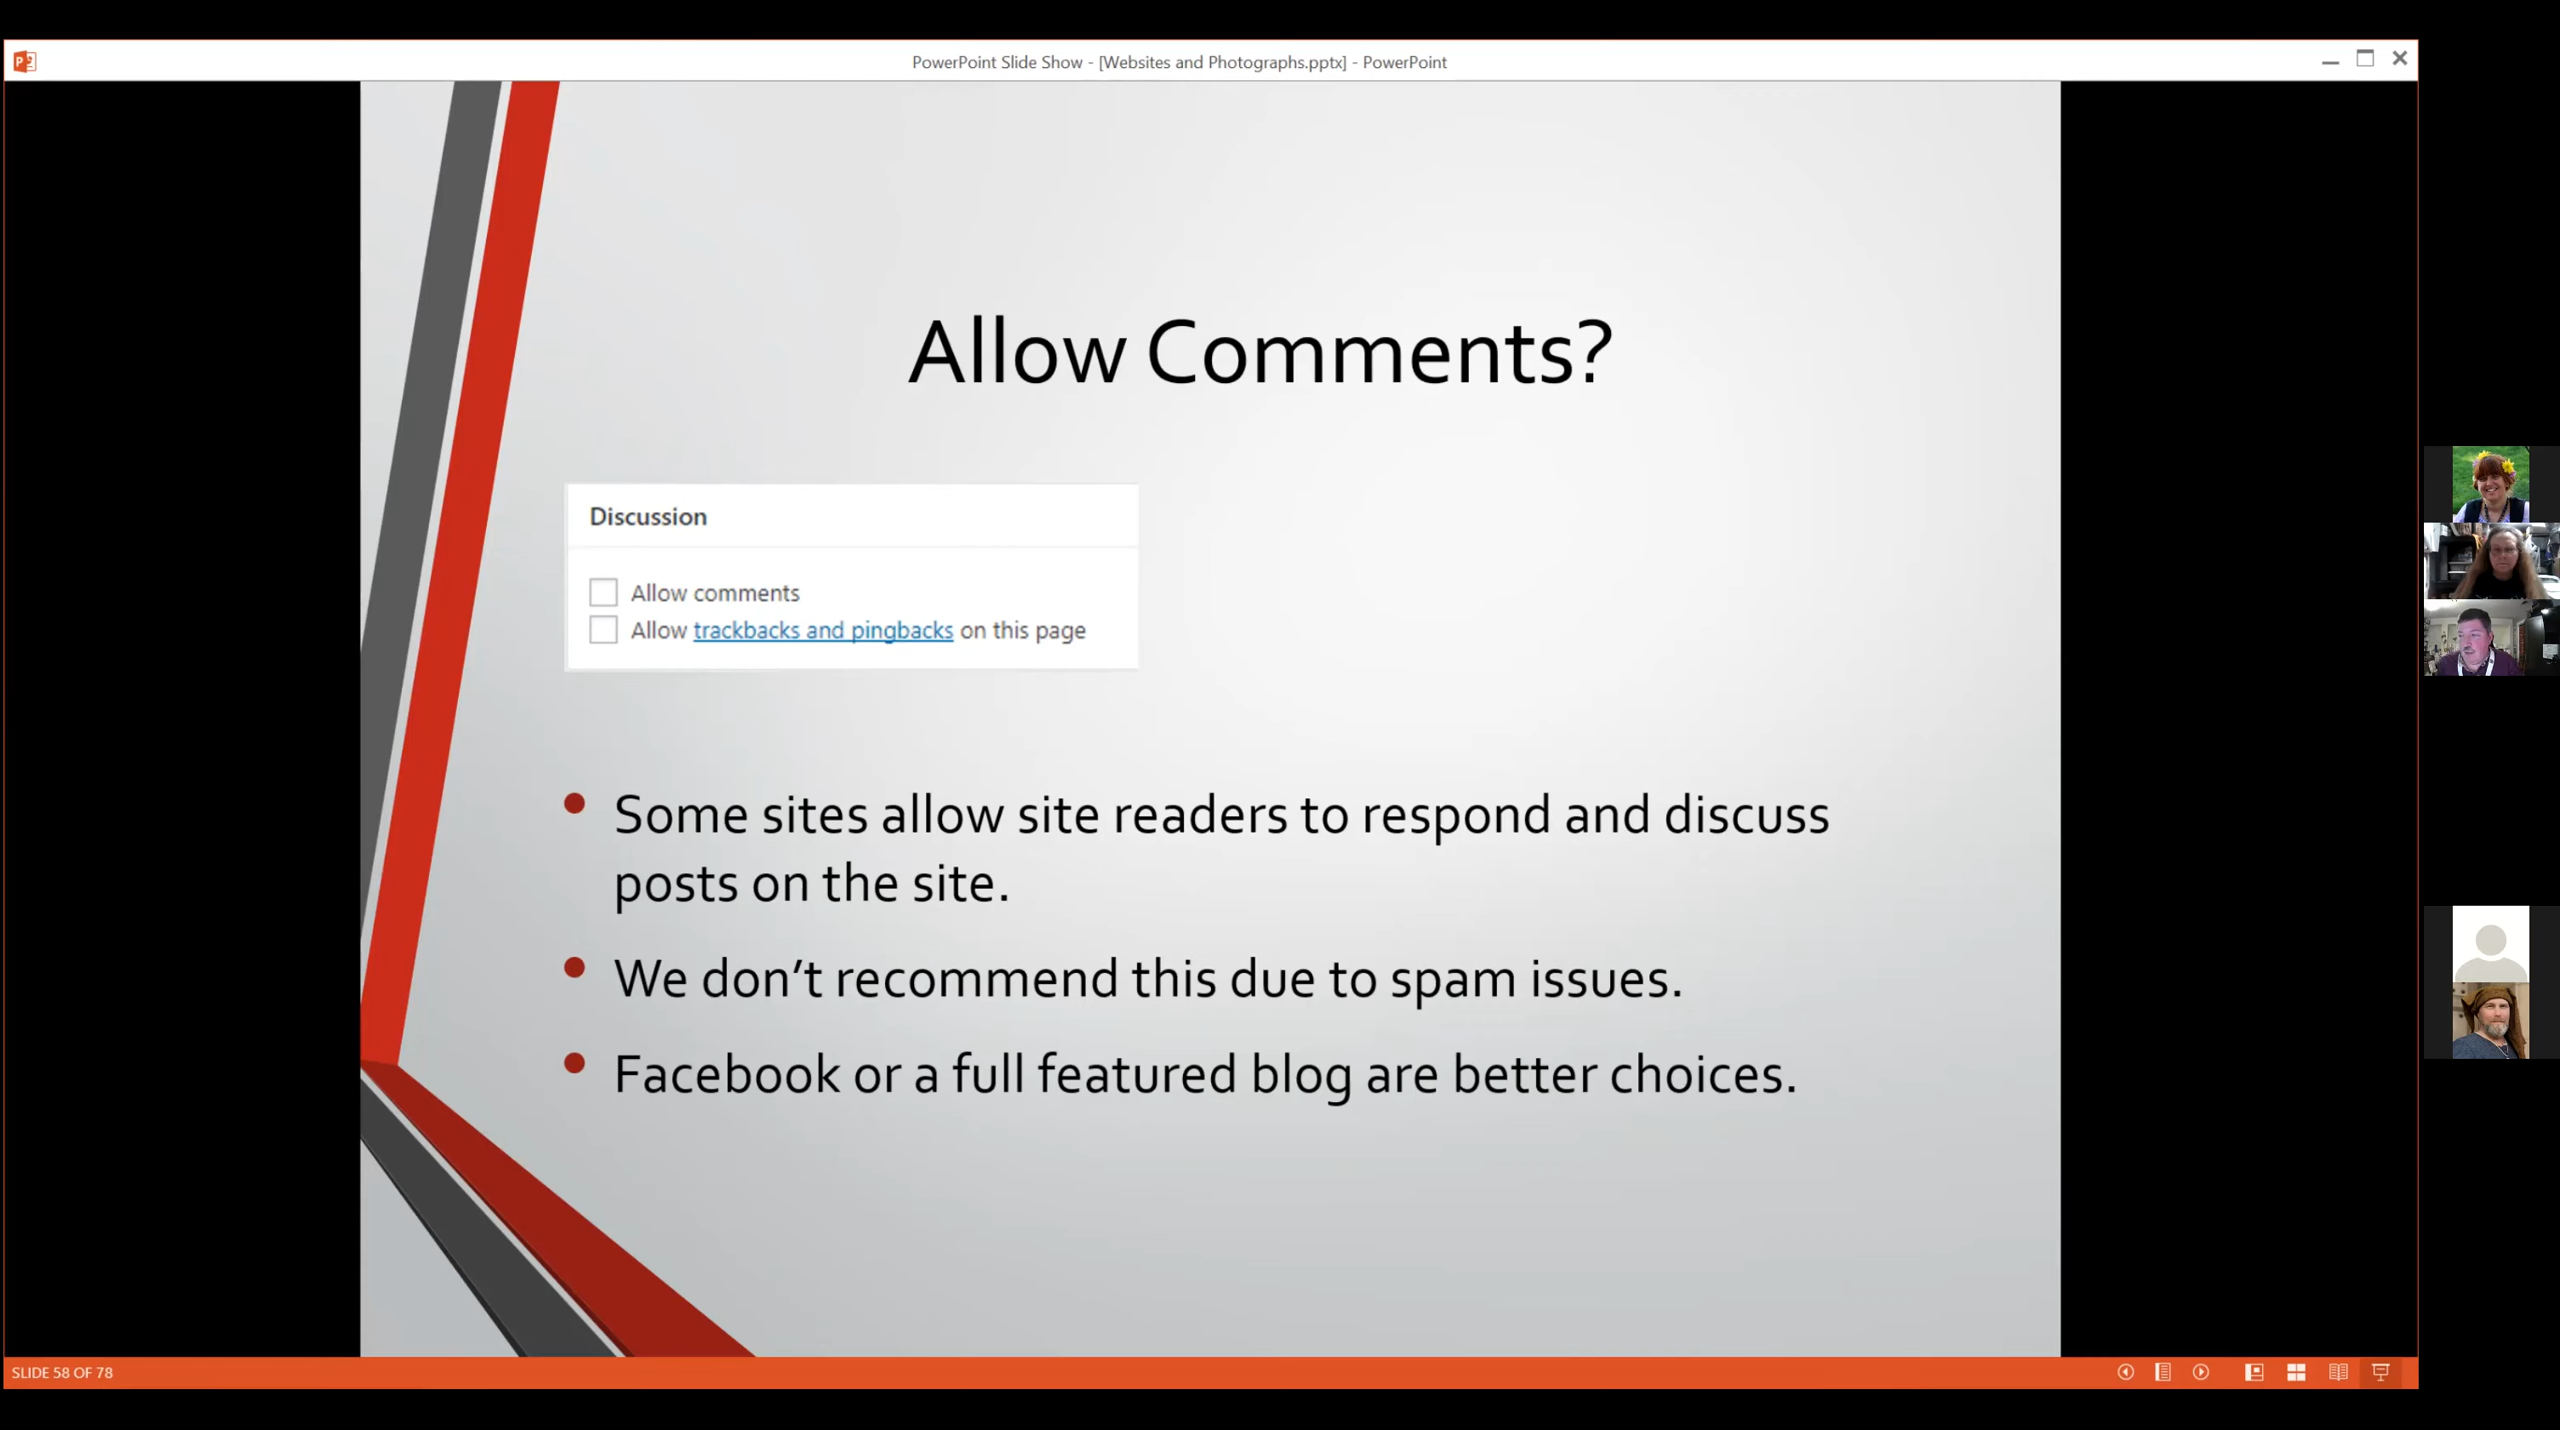 PowerPoint Slide Show - [Websites and Photographs.pptx] - PowerPoint
Allow Comments?
Discussion
Allow comments
Allow trackbacks and pingbacks on this page
Some sites allow site readers to respond and discuss
posts on the site.
We don’t recommend this due to spam issues.
Facebook or a full featured blog are better choices.
SLIDE 58 OF 78